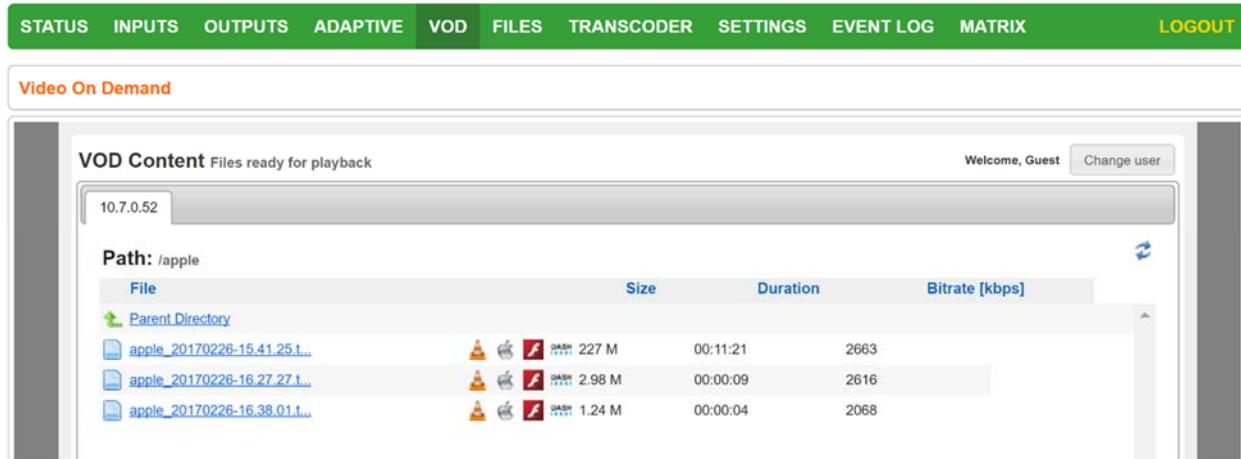 STATUS INPUTS OUTPUTS ADAPTIVE VOD FILES TRANSCODER SETTINGS EVENT LOG MATRIX LOGOUT
Video On Demand
VOD Content Files ready for playback Welcome, Guest Change user
10.7.0.52
Path: /apple
File Size Duration Bitrate [kbps]
Parent Directory
apple_20170226-15.41.25.t... DASH 227 M 00:11:21 2663
apple_20170226-16.27.27.t... DASH 2.98 M 00:00:09 2616
apple_20170226-16.38.01.t... DASH 1.24 M 00:00:04 2068